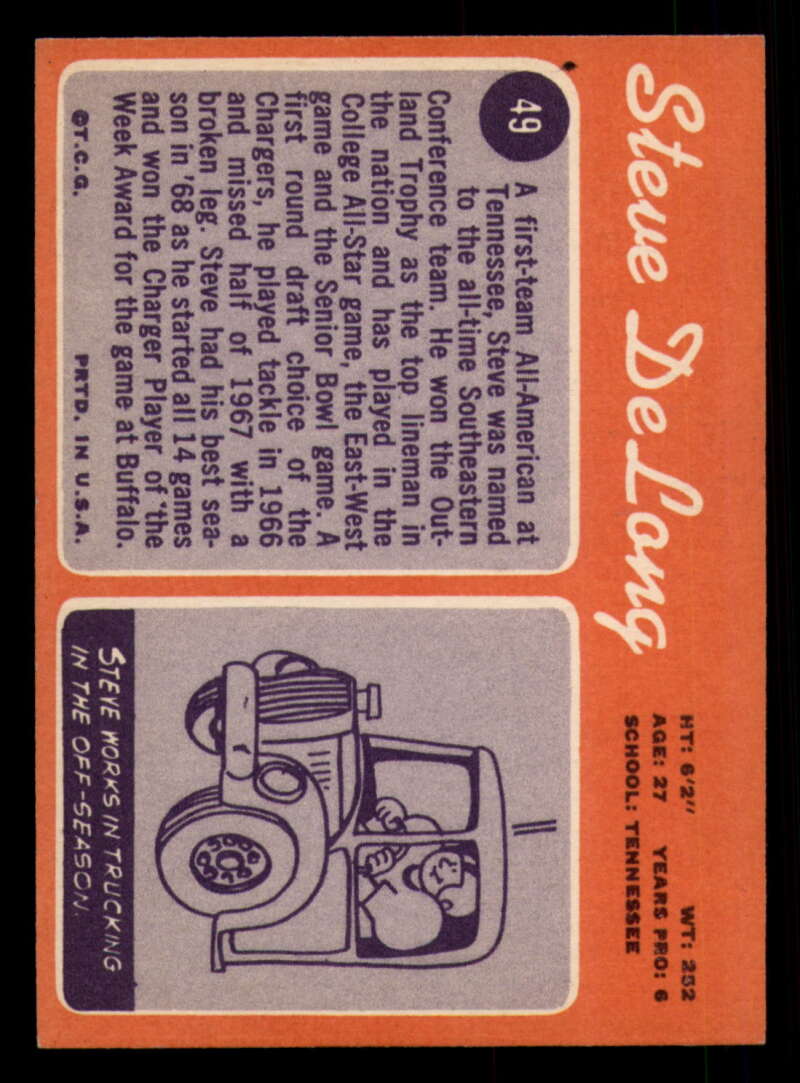 Steve DeLong
HT: 6'2" WT: 252
AGE: 27 YEARS PRO: 6
SCHOOL: TENNESSEE
49
A first-team All-American at
Tennessee, Steve was named
to the all-time Southeastern
Conference team. He won the Out-
land Trophy as the top lineman in
the nation and has played in the
College All-Star game, the East-West
game and the Senior Bowl game. A
first round draft choice of the
Chargers, he played tackle in 1966
and missed half of 1967 with a
broken leg. Steve had his best sea-
son in '68 as he started all 14 games
and won the Charger Player of the
Week Award for the game at Buffalo.
©T.C.G. PRTD. IN U.S.A.
STEVE WORKS IN TRUCKING
IN THE OFF-SEASON.